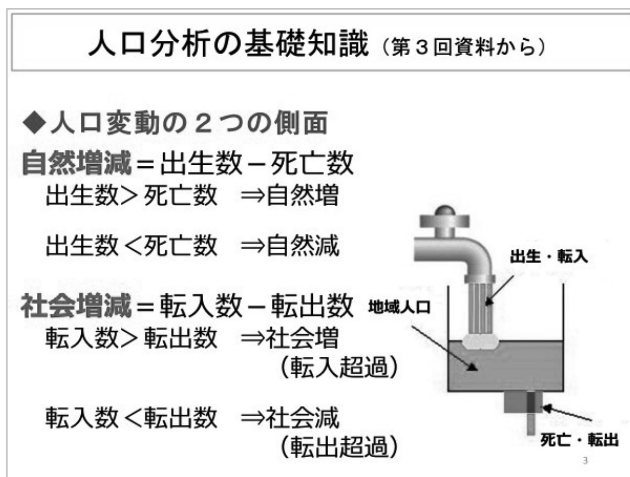 人口分析の基礎知識（第３回資料から）
◆人口変動の２つの側面
自然増減＝出生数－死亡数
出生数＞死亡数　⇒自然増
出生数＜死亡数　⇒自然減
社会増減＝転入数－転出数
転入数＞転出数　⇒社会増
（転入超過）
転入数＜転出数　⇒社会減
（転出超過）
出生・転入
地域人口
死亡・転出
3